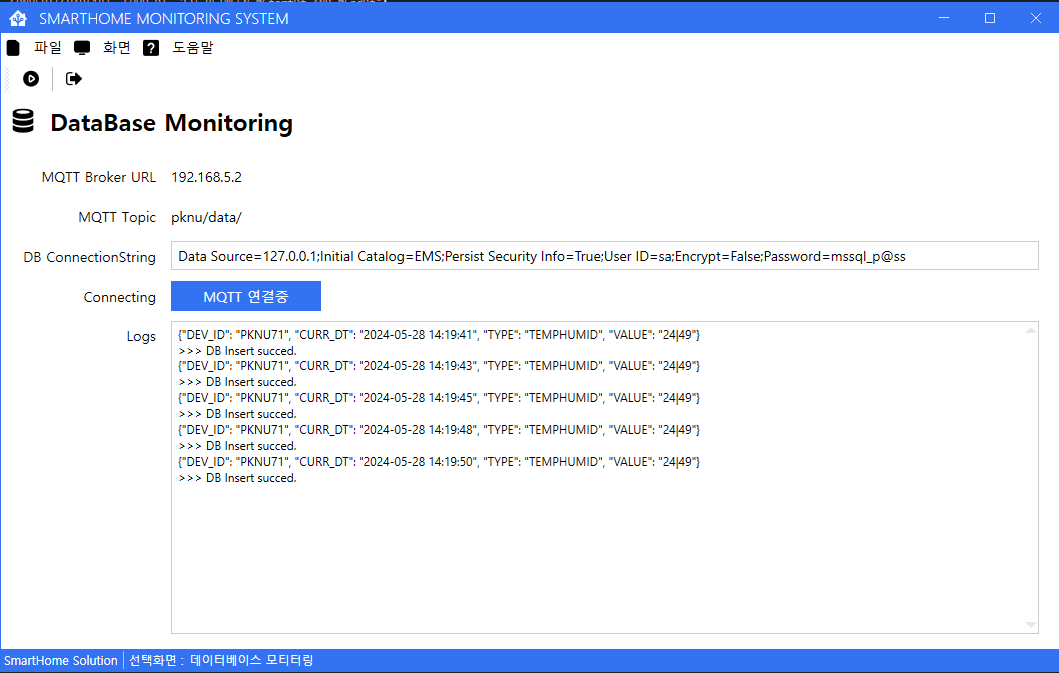 SMARTHOME MONITORING SYSTEM
파일 화면 ? 도움말
DataBase Monitoring
MQTT Broker URL 192.168.5.2
MQTT Topic pknu/data/
DB ConnectionString Data Source=127.0.0.1;Initial Catalog=EMS;Persist Security Info=True;User ID=sa;Encrypt=False;Password=mssql_p@ss
Connecting MQTT 연결중
Logs
{"DEV_ID": "PKNU71", "CURR_DT": "2024-05-28 14:19:41", "TYPE": "TEMPHUMID", "VALUE": "24|49"}
>>> DB Insert succed.
{"DEV_ID": "PKNU71", "CURR_DT": "2024-05-28 14:19:43", "TYPE": "TEMPHUMID", "VALUE": "24|49"}
>>> DB Insert succed.
{"DEV_ID": "PKNU71", "CURR_DT": "2024-05-28 14:19:45", "TYPE": "TEMPHUMID", "VALUE": "24|49"}
>>> DB Insert succed.
{"DEV_ID": "PKNU71", "CURR_DT": "2024-05-28 14:19:48", "TYPE": "TEMPHUMID", "VALUE": "24|49"}
>>> DB Insert succed.
{"DEV_ID": "PKNU71", "CURR_DT": "2024-05-28 14:19:50", "TYPE": "TEMPHUMID", "VALUE": "24|49"}
>>> DB Insert succed.
SmartHome Solution 선택화면 : 데이터베이스 모티터링